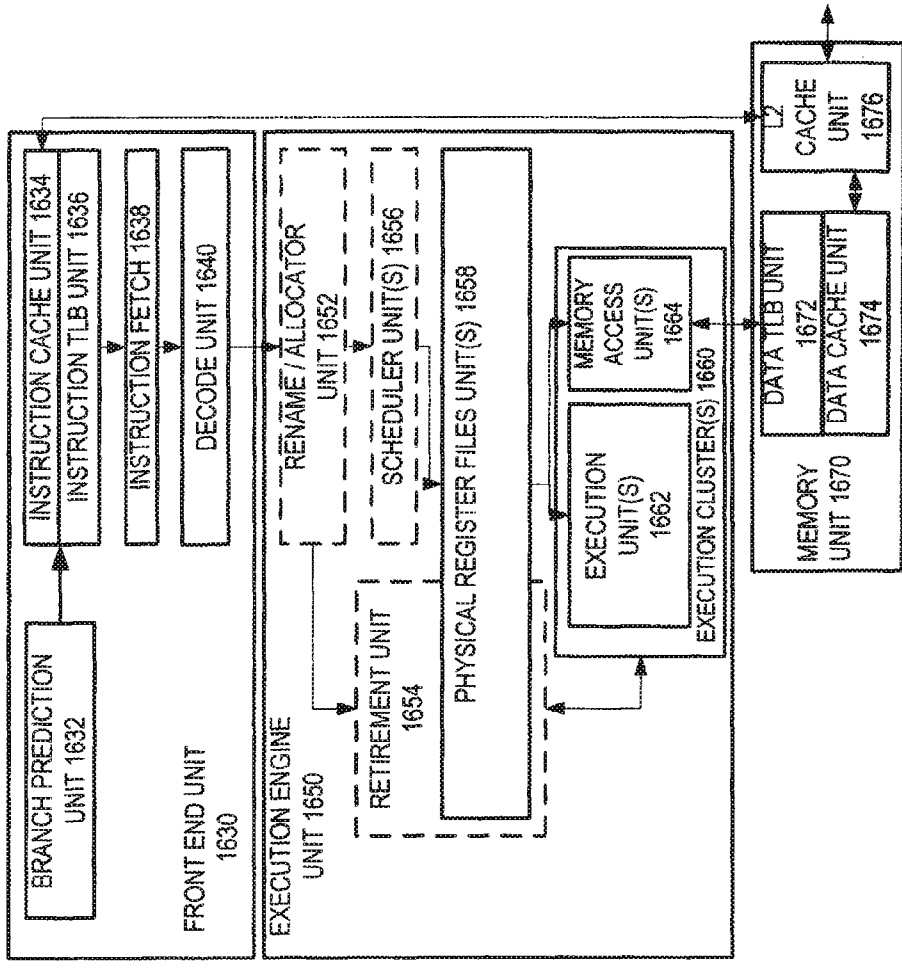 BRANCH PREDICTION
UNIT 1632
INSTRUCTION CACHE UNIT 1634
INSTRUCTION TLB UNIT 1636
INSTRUCTION FETCH 1638
DECODE UNIT 1640
FRONT END UNIT
1630
EXECUTION ENGINE
UNIT 1650
RENAME / ALLOCATOR
UNIT 1652
SCHEDULER UNIT(S) 1656
RETIREMENT UNIT
1654
PHYSICAL REGISTER FILES UNIT(S) 1658
EXECUTION
UNIT(S)
1662
MEMORY
ACCESS
UNIT(S)
1664
EXECUTION CLUSTER(S) 1660
MEMORY
UNIT 1670
DATA TLB UNIT
1672
DATA CACHE UNIT
1674
L2
CACHE
UNIT
1676